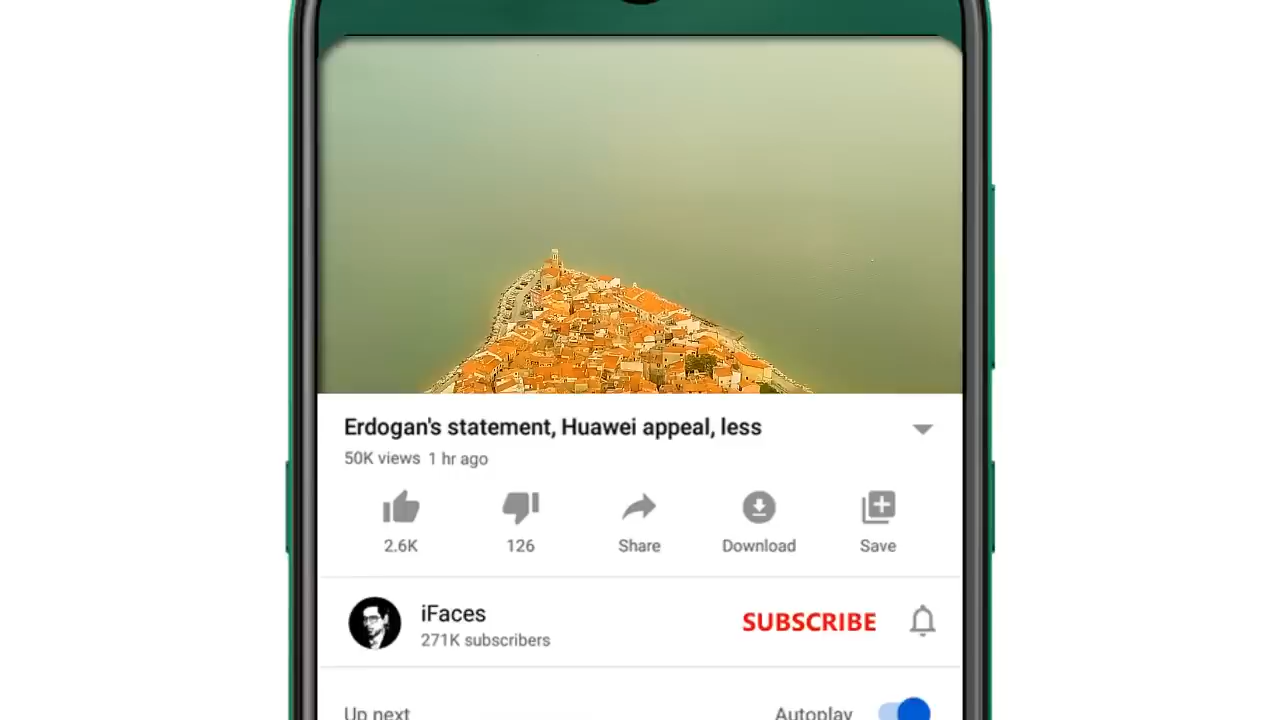 Erdogan's statement, Huawei appeal, less
50K views 1 hr ago
2.6K 126 Share Download Save
iFaces
SUBSCRIBE
271K subscribers
Up next Autoplay